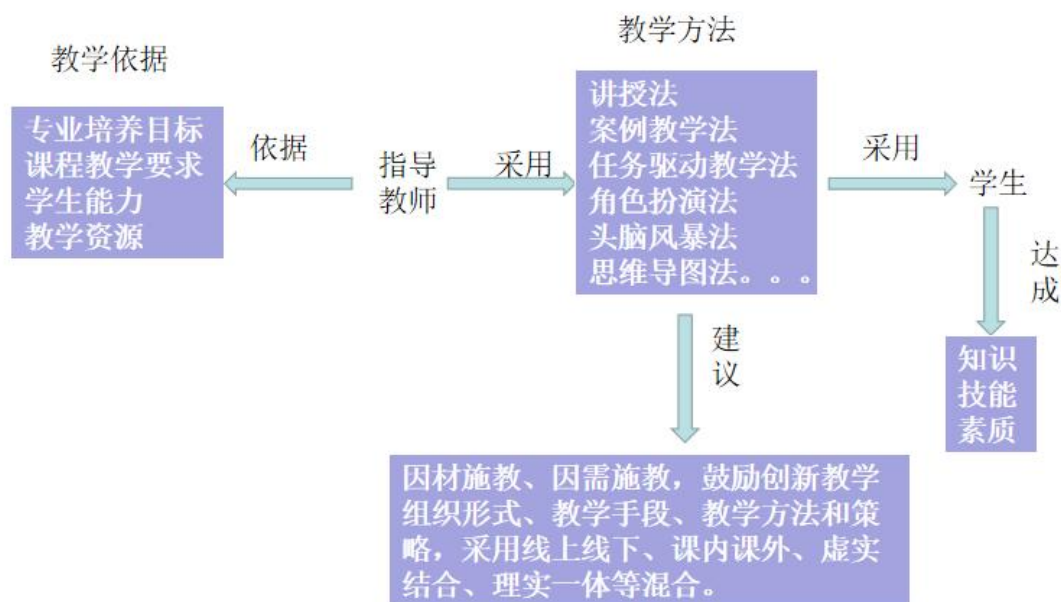 教学依据
专业培养目标
课程教学要求
学生能力
教学资源
依据
指导
教师
采用
教学方法
讲授法
案例教学法
任务驱动教学法
角色扮演法
头脑风暴法
思维导图法。。。
采用
学生
达
成
知识
技能
素质
建
议
因材施教、因需施教，鼓励创新教学
组织形式、教学手段、教学方法和策
略，采用线上线下、课内课外、虚实
结合、理实一体等混合。